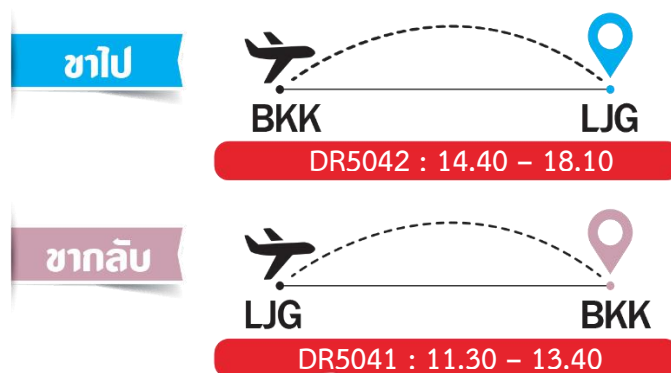 ขาไป
BKK LJG
DR5042 : 14.40 – 18.10
ขากลับ
LJG BKK
DR5041 : 11.30 – 13.40